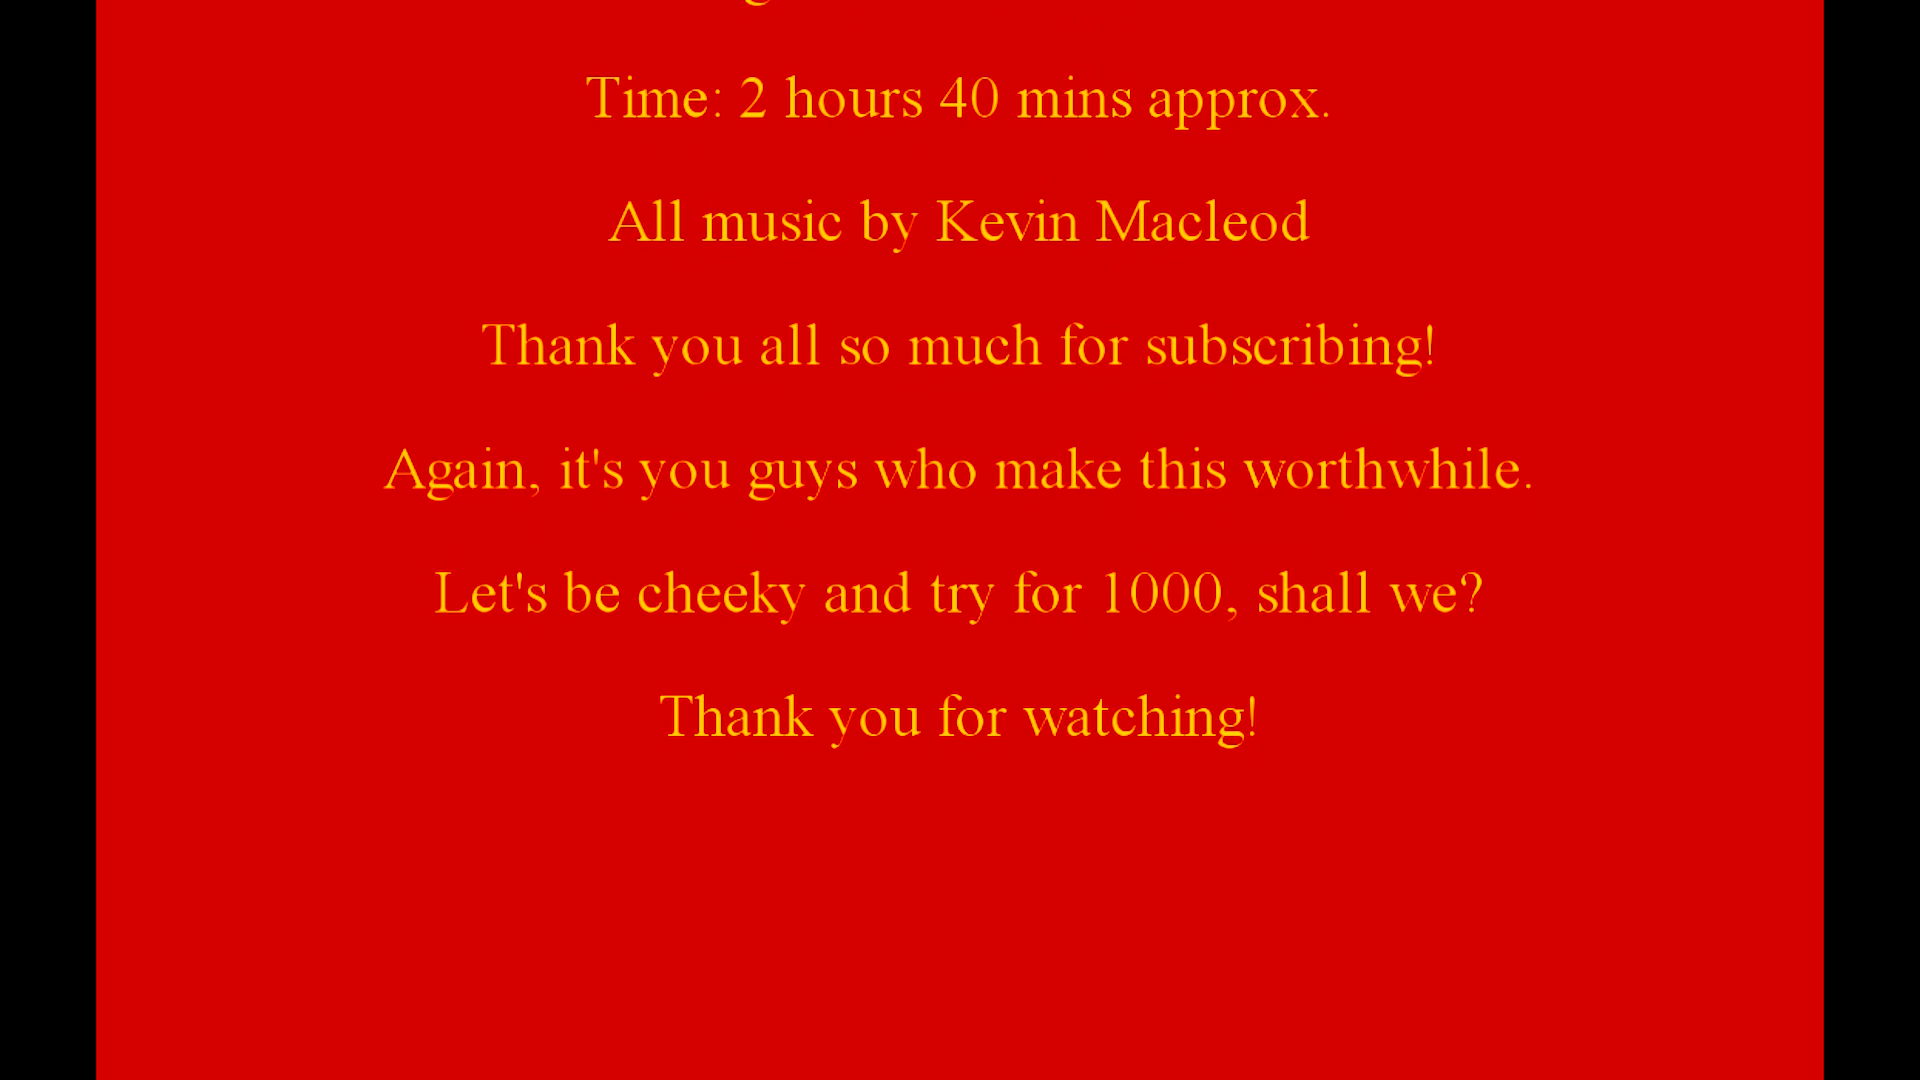 Time: 2 hours 40 mins approx.
All music by Kevin Macleod
Thank you all so much for subscribing!
Again, it's you guys who make this worthwhile.
Let's be cheeky and try for 1000, shall we?
Thank you for watching!